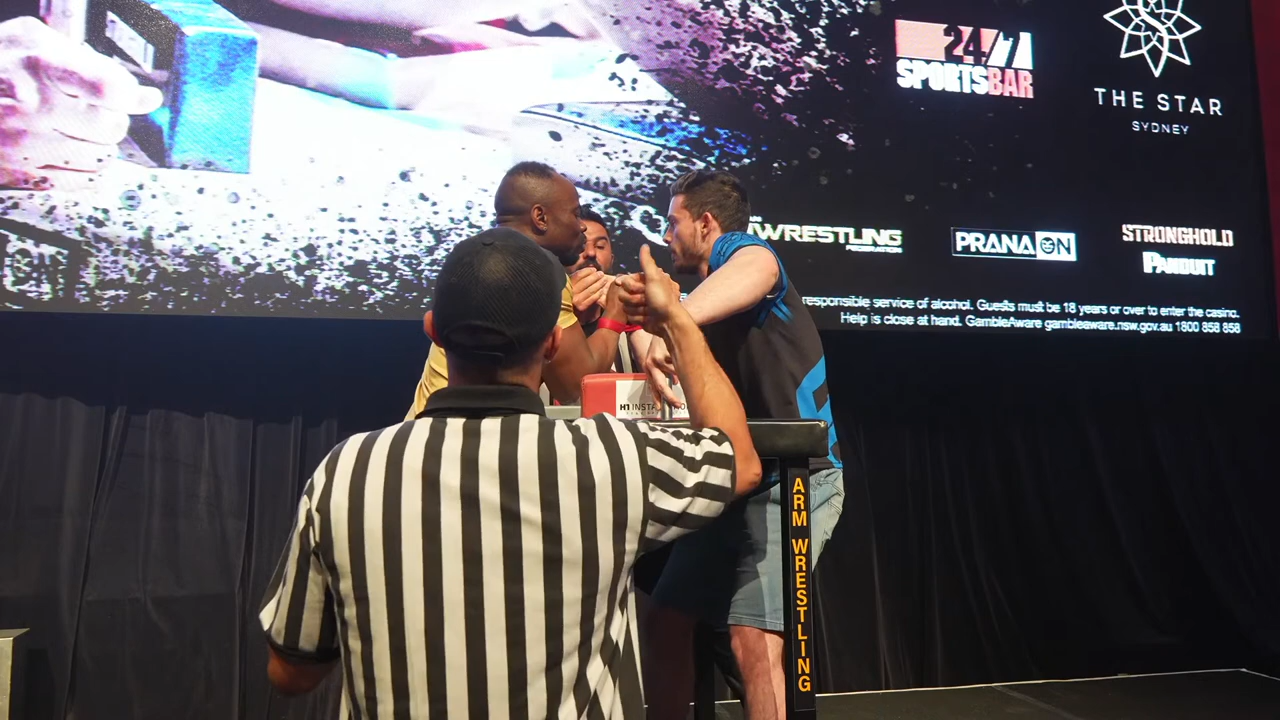 24/7
SPORTSBAR
THE STAR
SYDNEY
WRESTLING
PRANA ON
STRONGHOLD
PANDUIT
responsible service of alcohol. Guests must be 18 years or over to enter the casino.
Help is close at hand. GambleAware gambleaware.nsw.gov.au 1800 858 858
ARM WRESTLING